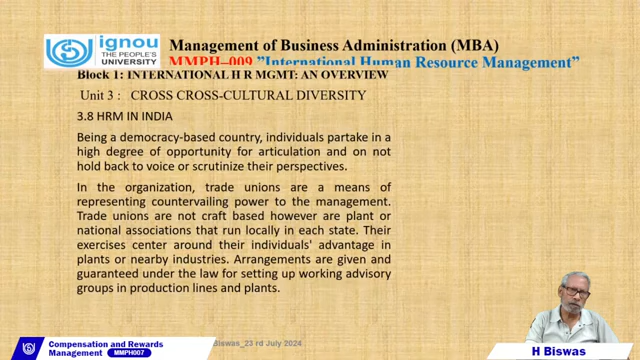 ignou
THE PEOPLE'S
UNIVERSITY
Management of Business Administration (MBA)
MMPH–009 ”International Human Resource Management”
Block 1: INTERNATIONAL H R MGMT: AN OVERVIEW
Unit 3 : CROSS CROSS-CULTURAL DIVERSITY
3.8 HRM IN INDIA
Being a democracy-based country, individuals partake in a
high degree of opportunity for articulation and on not
hold back to voice or scrutinize their perspectives.
In the organization, trade unions are a means of
representing countervailing power to the management.
Trade unions are not craft based however are plant or
national associations that run locally in each state. Their
exercises center around their individuals' advantage in
plants or nearby industries. Arrangements are given and
guaranteed under the law for setting up working advisory
groups in production lines and plants.
Biswas_23 rd July 2024
Compensation and Rewards
Management MMPH007
H Biswas